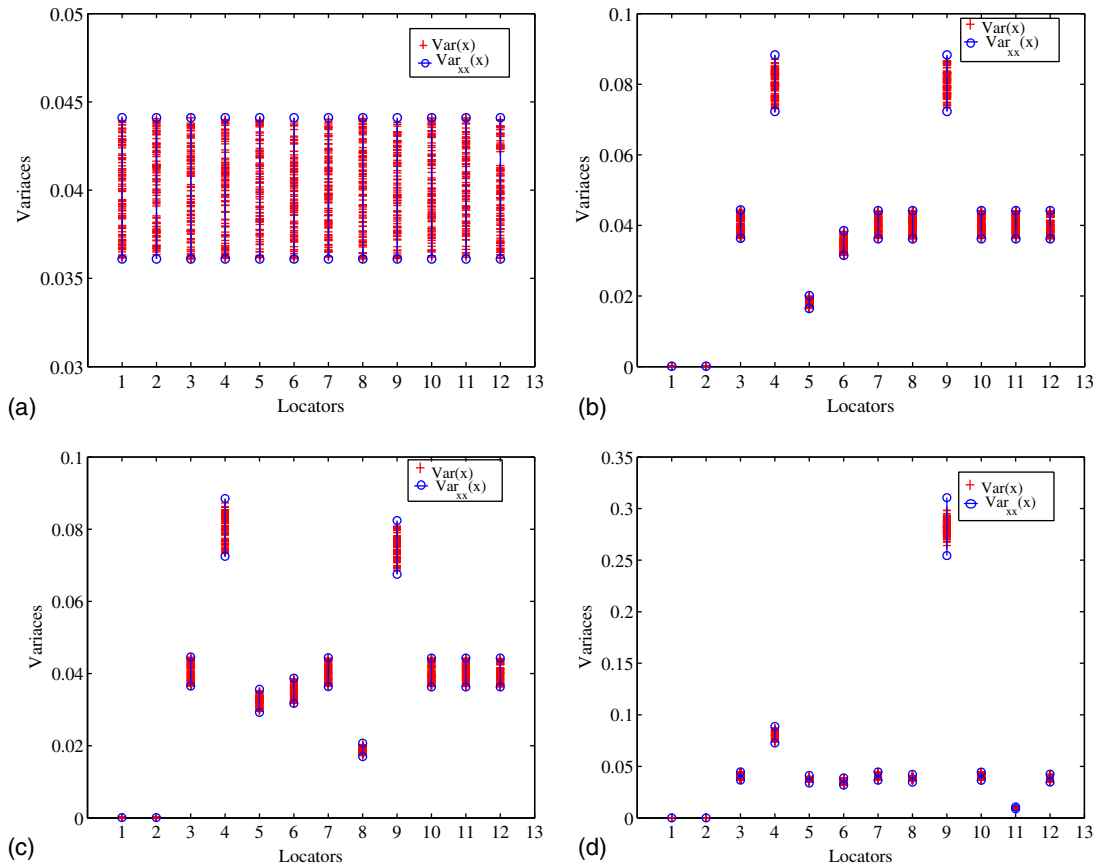 0.05
0.045
0.04
0.035
0.03
Variaces
Var(x)
Var_xx(x)
1 2 3 4 5 6 7 8 9 10 11 12 13
Locators
(a)
0.1
0.08
0.06
0.04
0.02
0
Variaces
Var(x)
Var_xx(x)
1 2 3 4 5 6 7 8 9 10 11 12 13
Locators
(b)
0.1
0.08
0.06
0.04
0.02
0
Variaces
Var(x)
Var_xx(x)
1 2 3 4 5 6 7 8 9 10 11 12 13
Locators
(c)
0.35
0.3
0.25
0.2
0.15
0.1
0.05
0
Variaces
Var(x)
Var_xx(x)
1 2 3 4 5 6 7 8 9 10 11 12 13
Locators
(d)